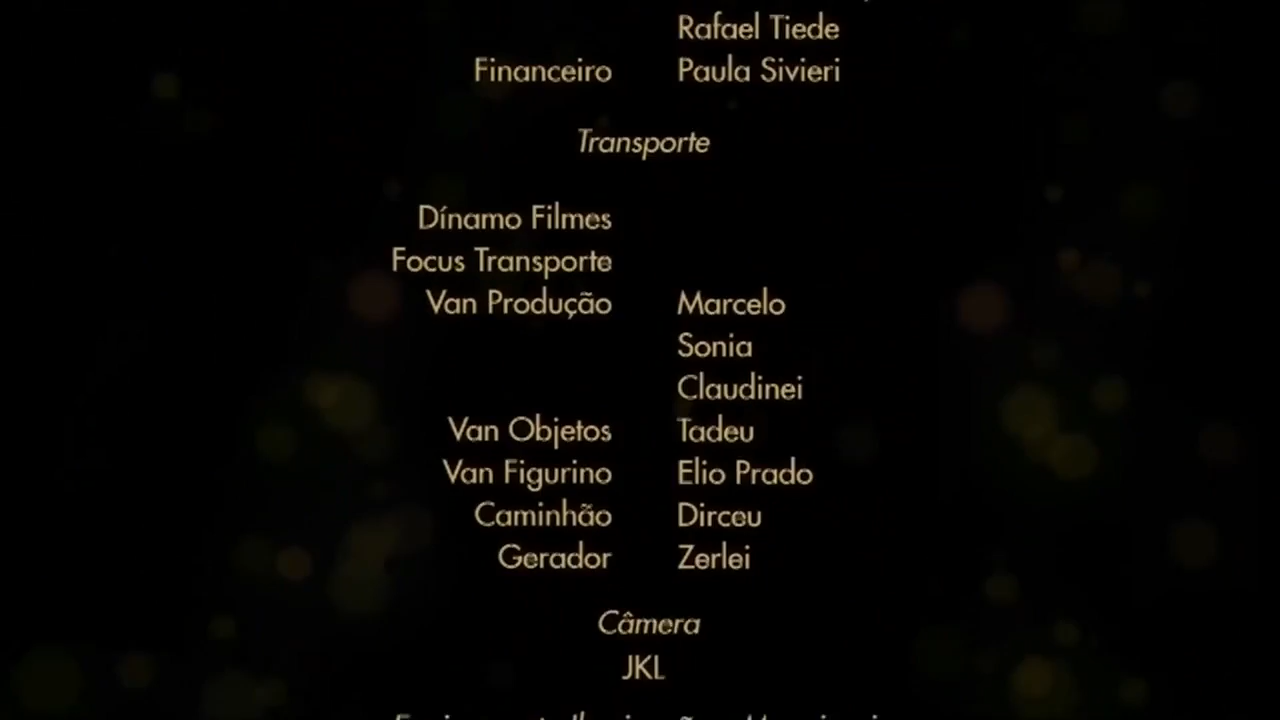 Rafael Tiede
Financeiro Paula Sivieri
Transporte
Dínamo Filmes
Focus Transporte
Van Produção Marcelo
Sonia
Claudinei
Van Objetos Tadeu
Van Figurino Elio Prado
Caminhão Dirceu
Gerador Zerlei
Câmera
JKL